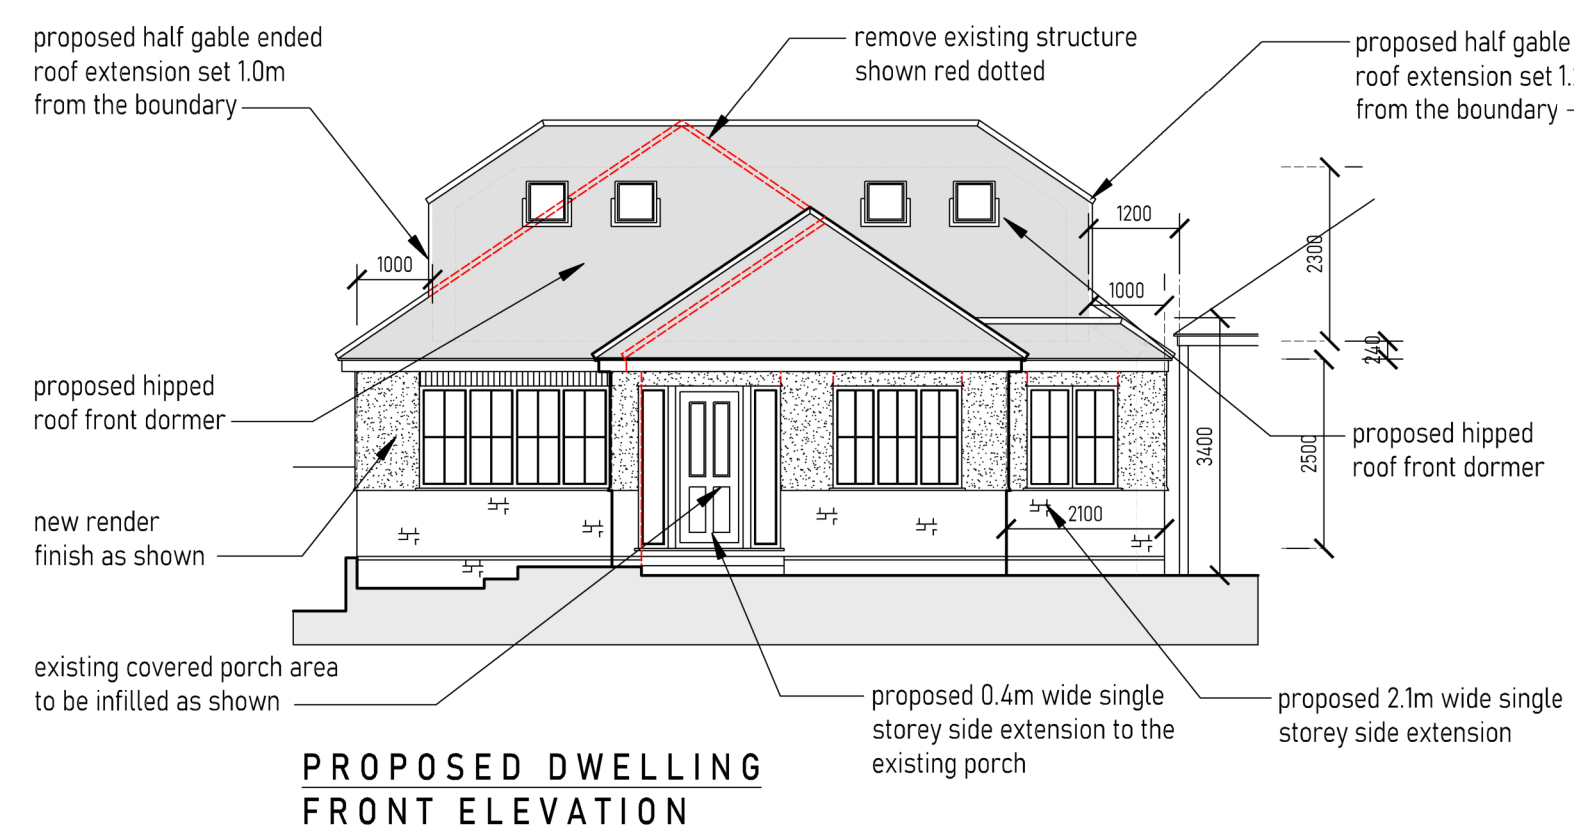 proposed half gable ended
roof extension set 1.0m
from the boundary
remove existing structure
shown red dotted
proposed half gable
roof extension set
from the boundary
1200
2300
1000
1000
240
proposed hipped
roof front dormer
3400
2500
proposed hipped
roof front dormer
new render
finish as shown
2100
existing covered porch area
to be infilled as shown
proposed 0.4m wide single
storey side extension to the
existing porch
proposed 2.1m wide single
storey side extension
PROPOSED DWELLING
FRONT ELEVATION